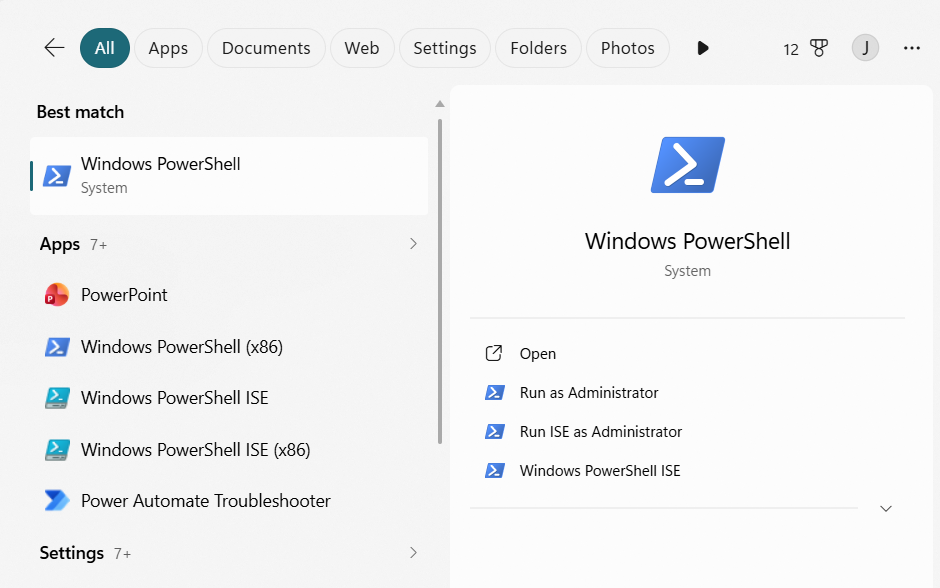 All Apps Documents Web Settings Folders Photos 12 J
Best match
Windows PowerShell
System
Apps 7+
PowerPoint
Windows PowerShell (x86)
Windows PowerShell ISE
Windows PowerShell ISE (x86)
Power Automate Troubleshooter
Settings 7+
Windows PowerShell
System
Open
Run as Administrator
Run ISE as Administrator
Windows PowerShell ISE